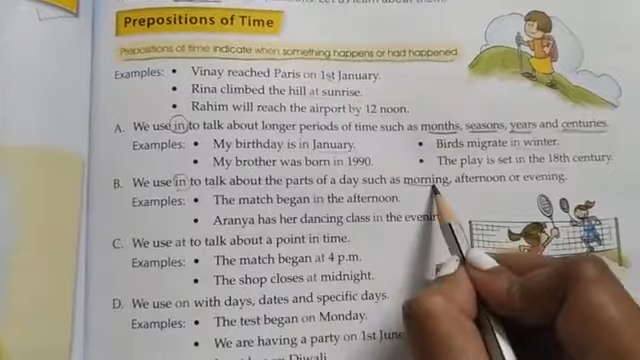 Prepositions of Time
Prepositions of time indicate when something happens or had happened.
Examples: • Vinay reached Paris on 1st January.
• Rina climbed the hill at sunrise.
• Rahim will reach the airport by 12 noon.
A. We use in to talk about longer periods of time such as months, seasons, years and centuries.
Examples: • My birthday is in January. • Birds migrate in winter.
• My brother was born in 1990. • The play is set in the 18th century.
B. We use in to talk about the parts of a day such as morning, afternoon or evening.
Examples: • The match began in the afternoon.
• Aranya has her dancing class in the
C. We use at to talk about a point in time.
Examples: • The match began at 4 p.m.
• The shop closes at midnight.
D. We use on with days, dates and specific days.
Examples: • The test began on Monday.
• We are having a party on 1st June
Diwali